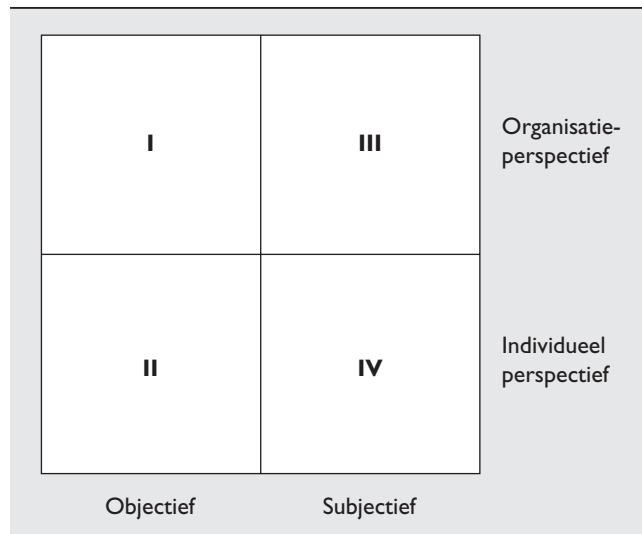 I
III
Organisatie-
perspectief
II
IV
Individueel
perspectief
Objectief
Subjectief